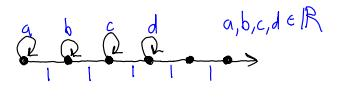 a b c d a,b,c,d ∈ ℝ
1 1 1 1 1